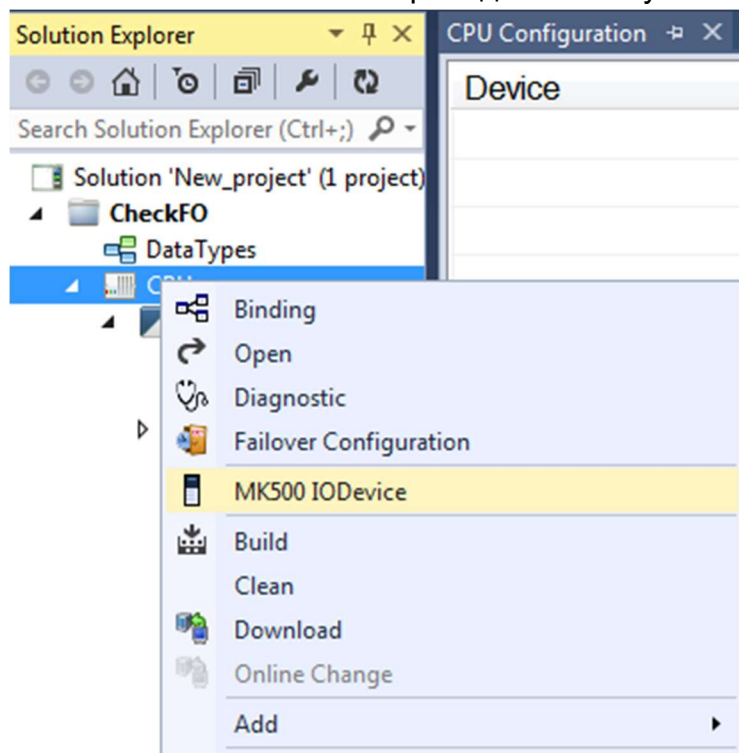 Solution Explorer
CPU Configuration
Device
Search Solution Explorer (Ctrl+;)
Solution 'New_project' (1 project)
CheckFO
DataTypes
Binding
Open
Diagnostic
Failover Configuration
MK500 IODevice
Build
Clean
Download
Online Change
Add